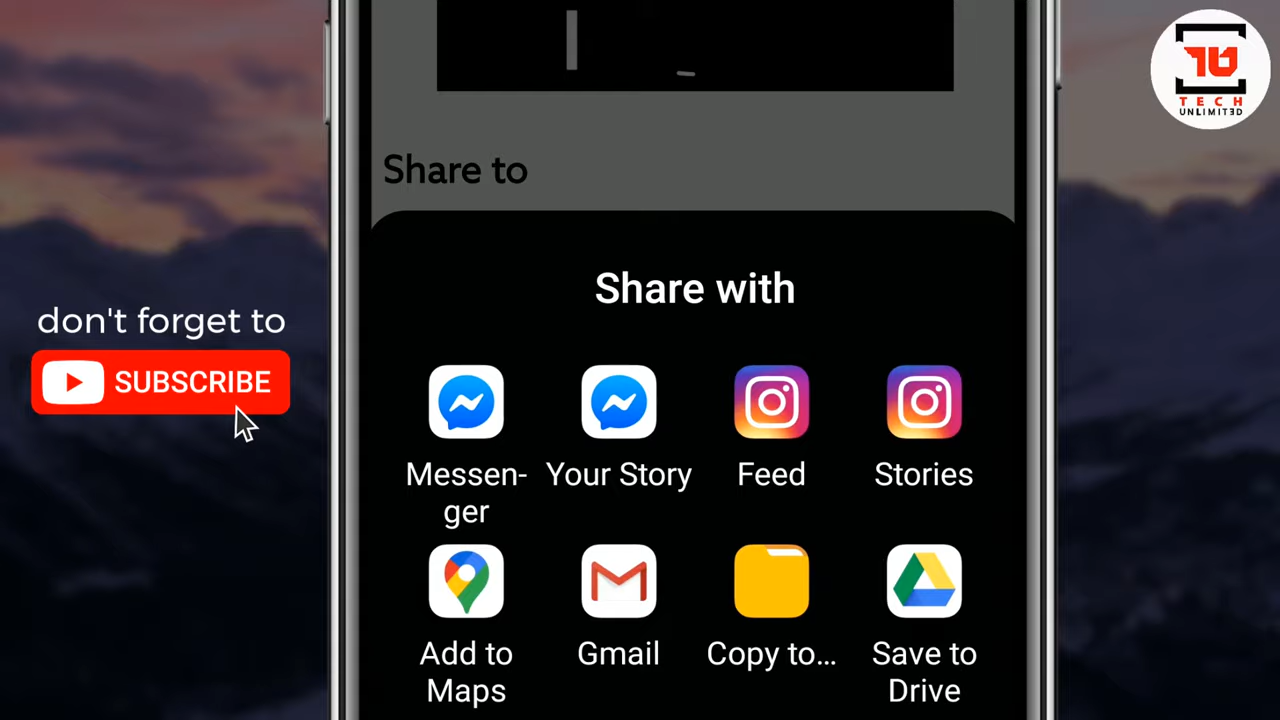 TECH
UNLIMITED
Share to
Share with
don't forget to
SUBSCRIBE
Messen-
ger
Your Story
Feed
Stories
Add to
Maps
Gmail
Copy to...
Save to
Drive